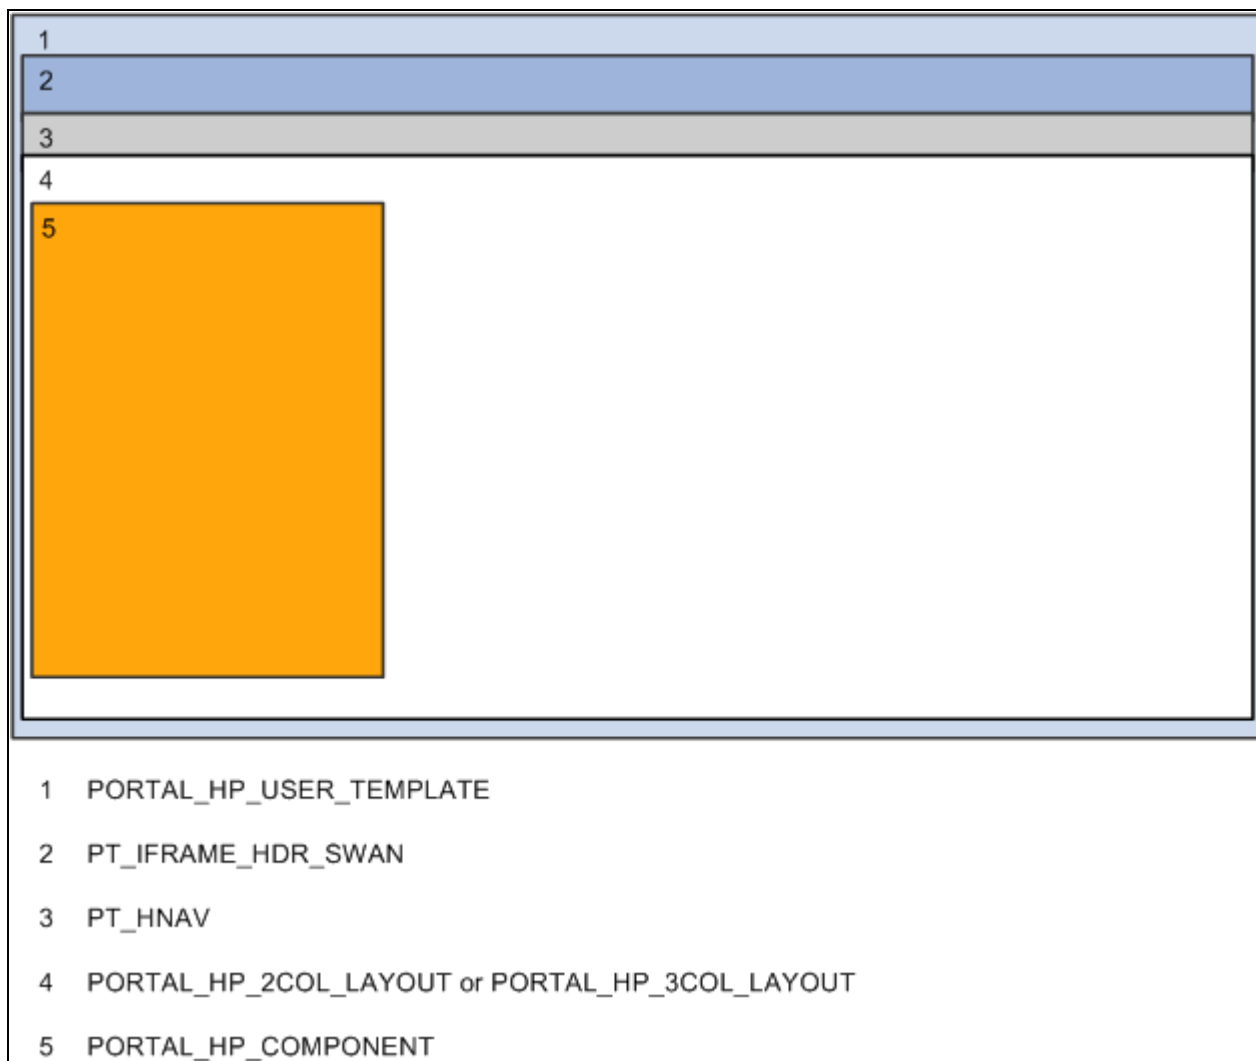 1
2
3
4
5
1 PORTAL_HP_USER_TEMPLATE
2 PT_IFRAME_HDR_SWAN
3 PT_HNAV
4 PORTAL_HP_2COL_LAYOUT or PORTAL_HP_3COL_LAYOUT
5 PORTAL_HP_COMPONENT